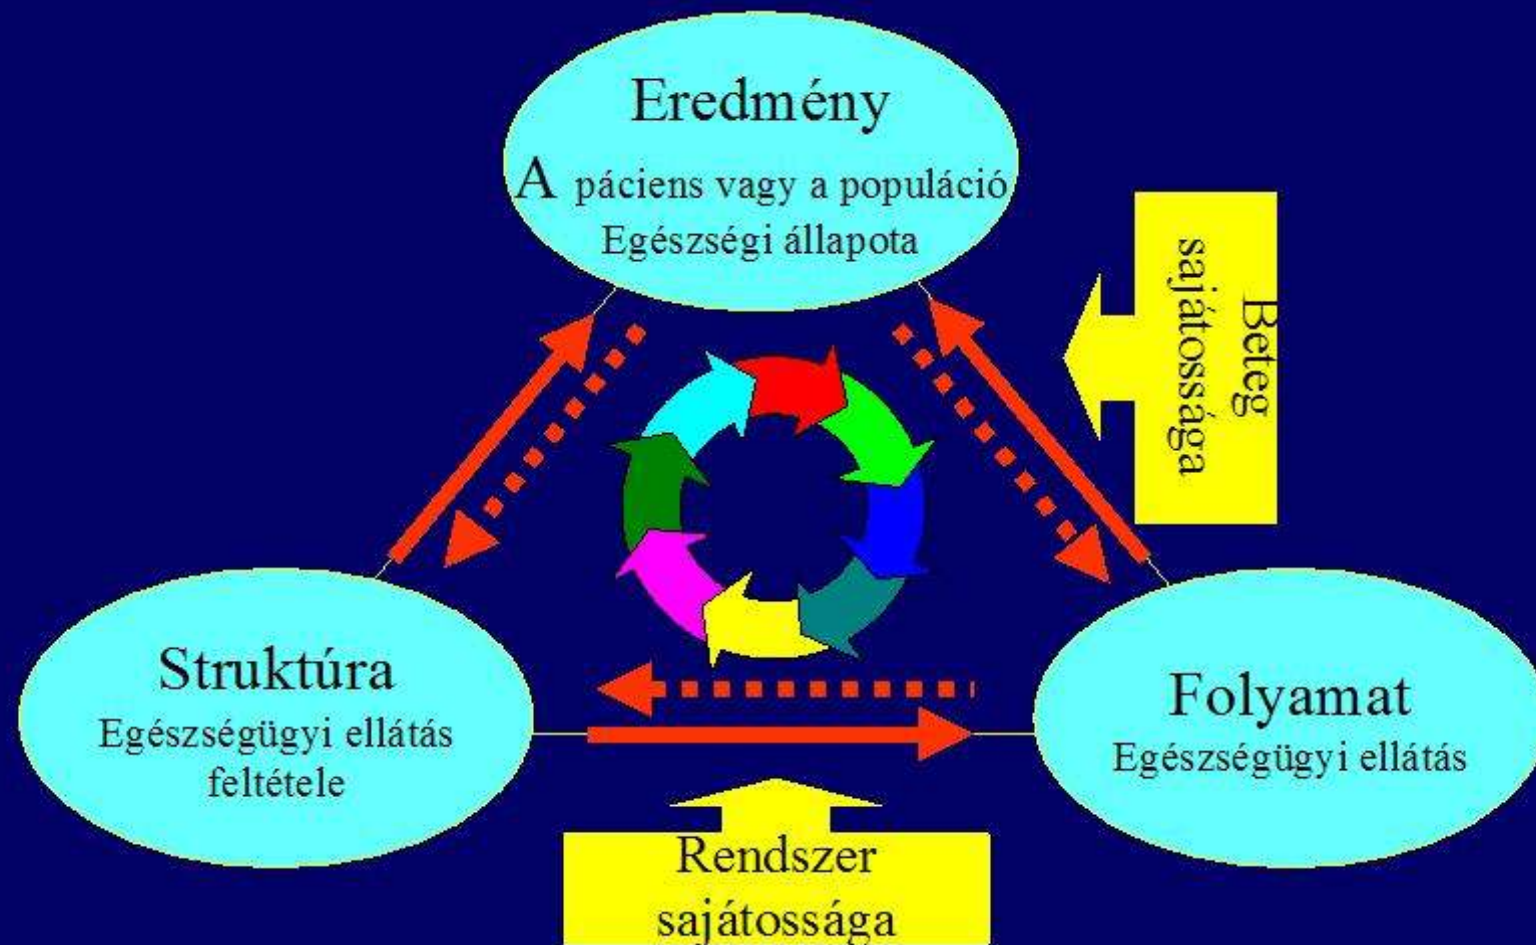 Eredmény
A páciens vagy a populáció
Egészségi állapota
Beteg
sajátossága
Struktúra
Egészségügyi ellátás
feltétele
Folyamat
Egészségügyi ellátás
Rendszer
sajátossága